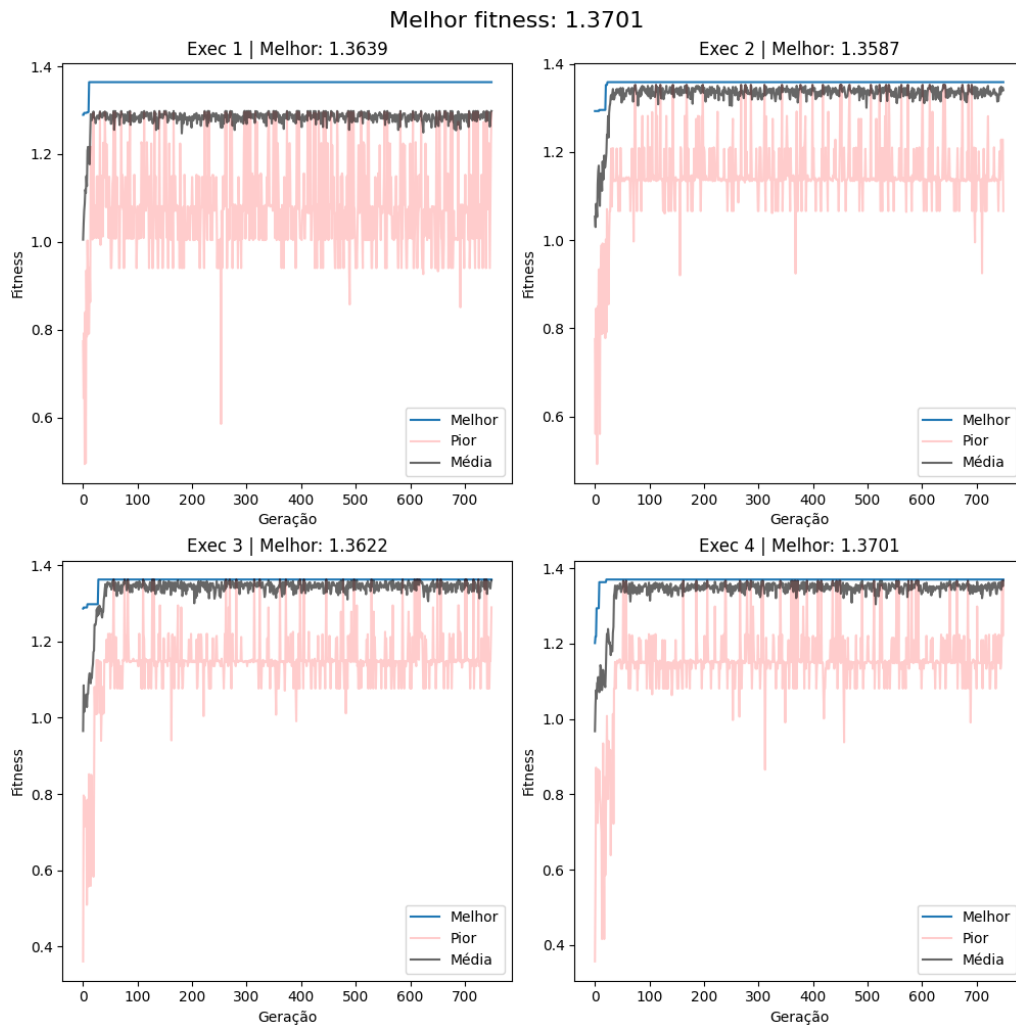 Melhor fitness: 1.3701
Exec 1 | Melhor: 1.3639
1.4
1.2
1.0
0.8
0.6
Fitness
0 100 200 300 400 500 600 700
Geração
Melhor
Pior
Média
Exec 2 | Melhor: 1.3587
1.4
1.2
1.0
0.8
0.6
Fitness
0 100 200 300 400 500 600 700
Geração
Melhor
Pior
Média
Exec 3 | Melhor: 1.3622
1.4
1.2
1.0
0.8
0.6
0.4
Fitness
0 100 200 300 400 500 600 700
Geração
Melhor
Pior
Média
Exec 4 | Melhor: 1.3701
1.4
1.2
1.0
0.8
0.6
0.4
Fitness
0 100 200 300 400 500 600 700
Geração
Melhor
Pior
Média